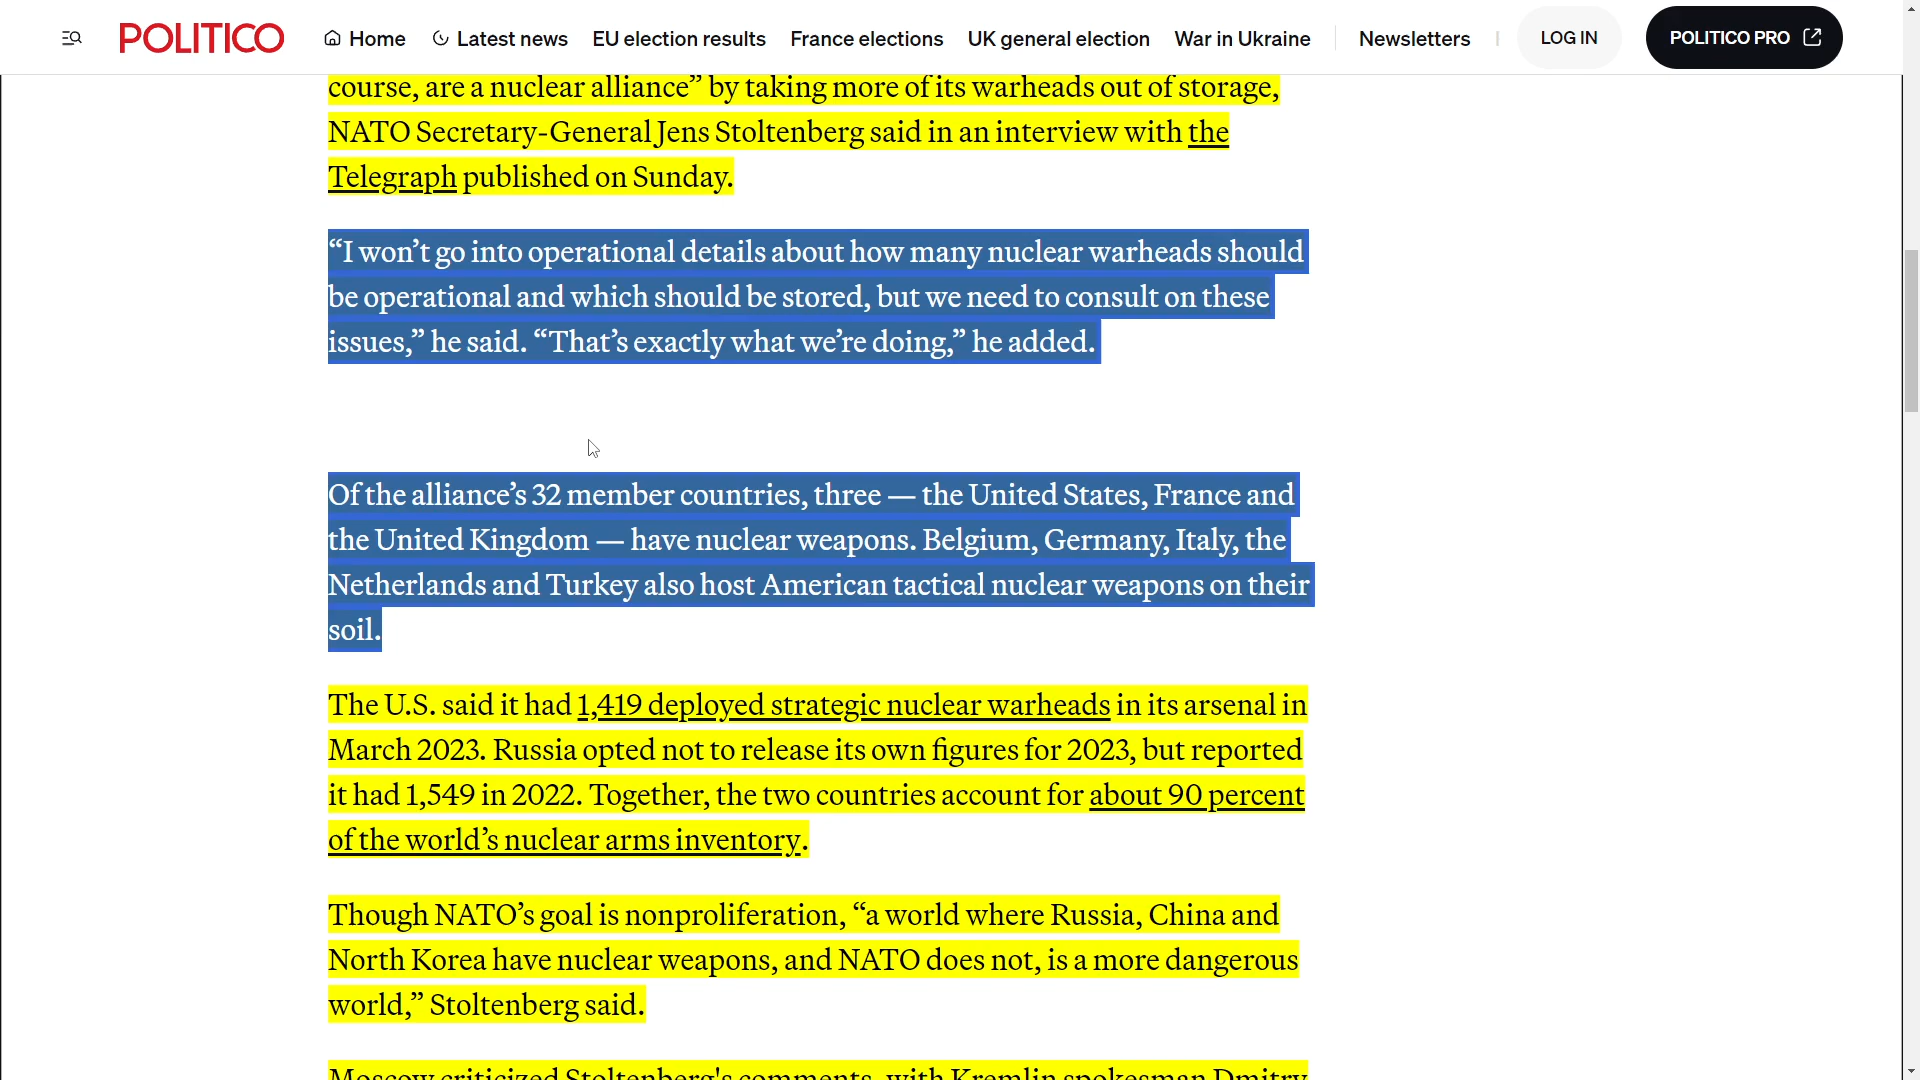 POLITICO Home Latest news EU election results France elections UK general election War in Ukraine Newsletters LOG IN POLITICO PRO
course, are a nuclear alliance” by taking more of its warheads out of storage,
NATO Secretary-General Jens Stoltenberg said in an interview with the
Telegraph published on Sunday.
“I won’t go into operational details about how many nuclear warheads should
be operational and which should be stored, but we need to consult on these
issues,” he said. “That’s exactly what we’re doing,” he added.
Of the alliance’s 32 member countries, three — the United States, France and
the United Kingdom — have nuclear weapons. Belgium, Germany, Italy, the
Netherlands and Turkey also host American tactical nuclear weapons on their
soil.
The U.S. said it had 1,419 deployed strategic nuclear warheads in its arsenal in
March 2023. Russia opted not to release its own figures for 2023, but reported
it had 1,549 in 2022. Together, the two countries account for about 90 percent
of the world’s nuclear arms inventory.
Though NATO’s goal is nonproliferation, “a world where Russia, China and
North Korea have nuclear weapons, and NATO does not, is a more dangerous
world,” Stoltenberg said.
Moscow criticized Stoltenberg's comments, with Kremlin spokesman Dmitry